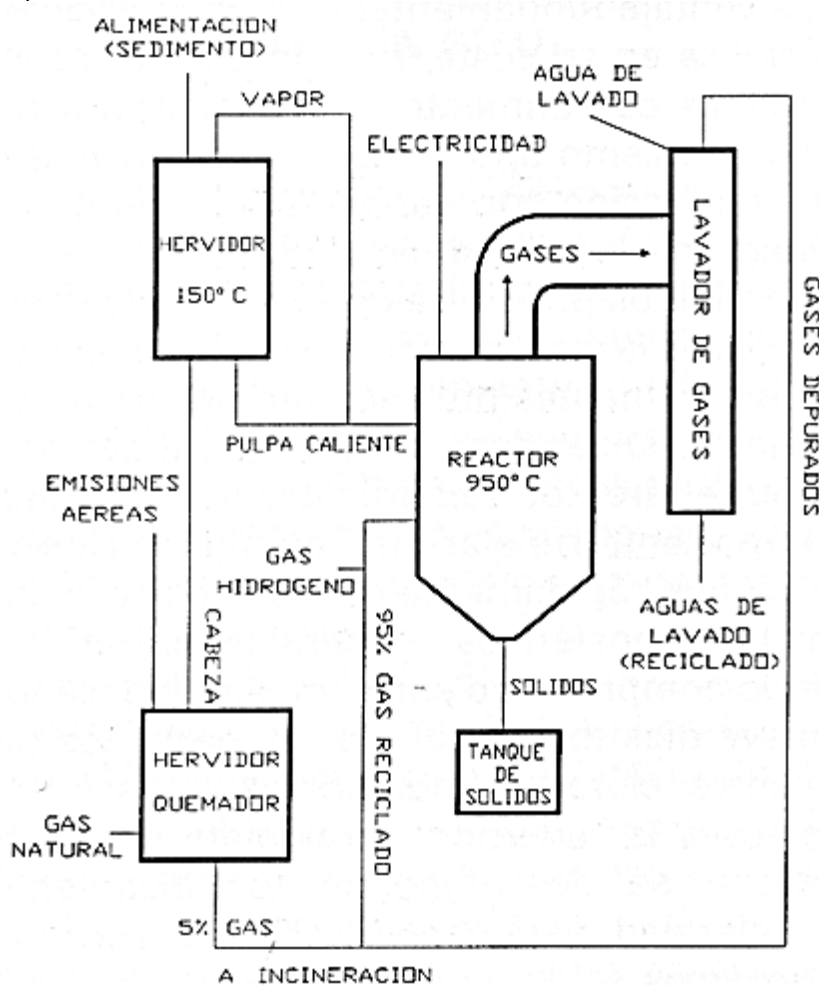 ALIMENTACION
(SEDIMENTO)
VAPOR
AGUA DE
LAVADO
ELECTRICIDAD
HERVIDOR
150° C
GASES
LAVADOR DE GASES
GASES DEPURADOS
PULPA CALIENTE
REACTOR
950° C
EMISIONES
AEREAS
GAS
HIDROGENO
CABEZA
95% GAS RECICLADO
AGUAS DE
LAVADO
(RECICLADO)
SOLIDOS
TANQUE
DE
SOLIDOS
HERVIDOR
QUEMADOR
GAS
NATURAL
5% GAS
A INCINERACION